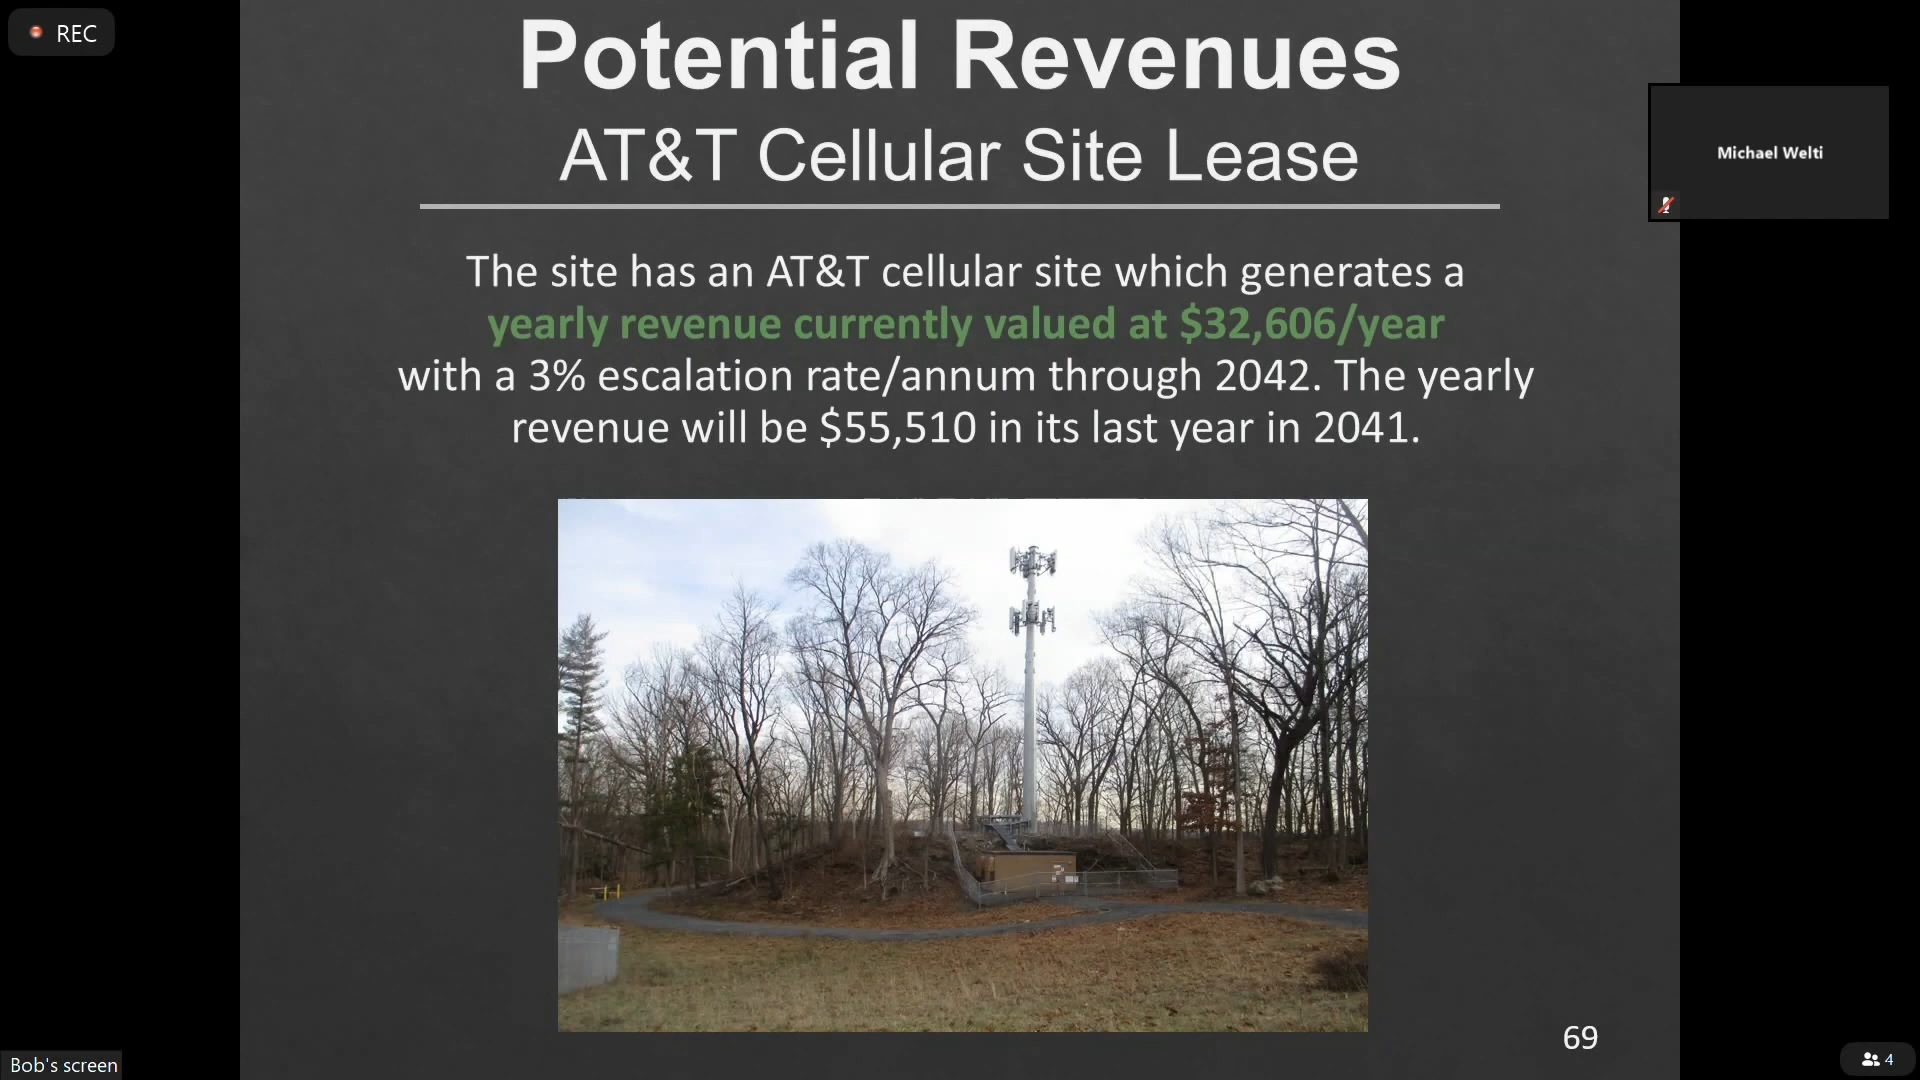 REC
Potential Revenues
AT&T Cellular Site Lease
Michael Welti
The site has an AT&T cellular site which generates a
yearly revenue currently valued at $32,606/year
with a 3% escalation rate/annum through 2042. The yearly
revenue will be $55,510 in its last year in 2041.
69
Bob's screen
4